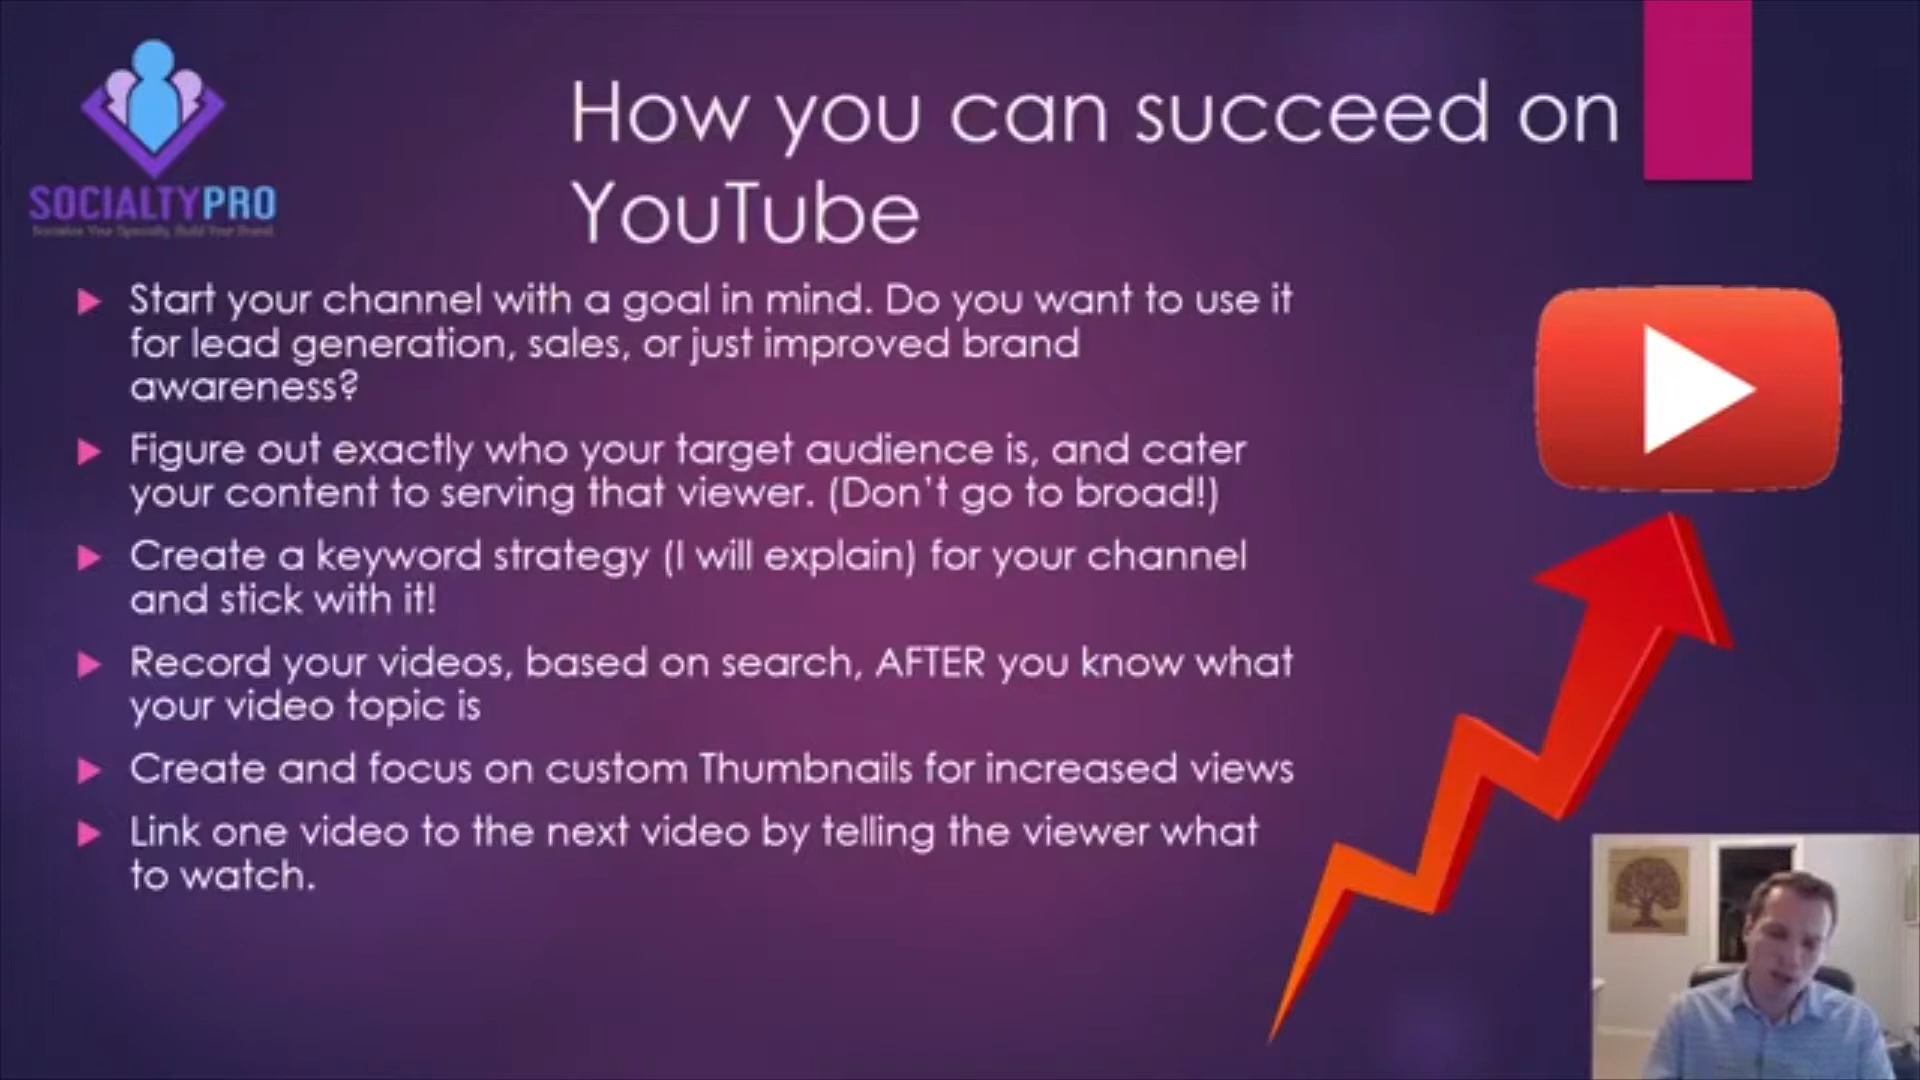 SOCIALTYPRO
How you can succeed on
YouTube
Start your channel with a goal in mind. Do you want to use it
for lead generation, sales, or just improved brand
awareness?
Figure out exactly who your target audience is, and cater
your content to serving that viewer. (Don't go to broad!)
Create a keyword strategy (I will explain) for your channel
and stick with it!
Record your videos, based on search, AFTER you know what
your video topic is
Create and focus on custom Thumbnails for increased views
Link one video to the next video by telling the viewer what
to watch.